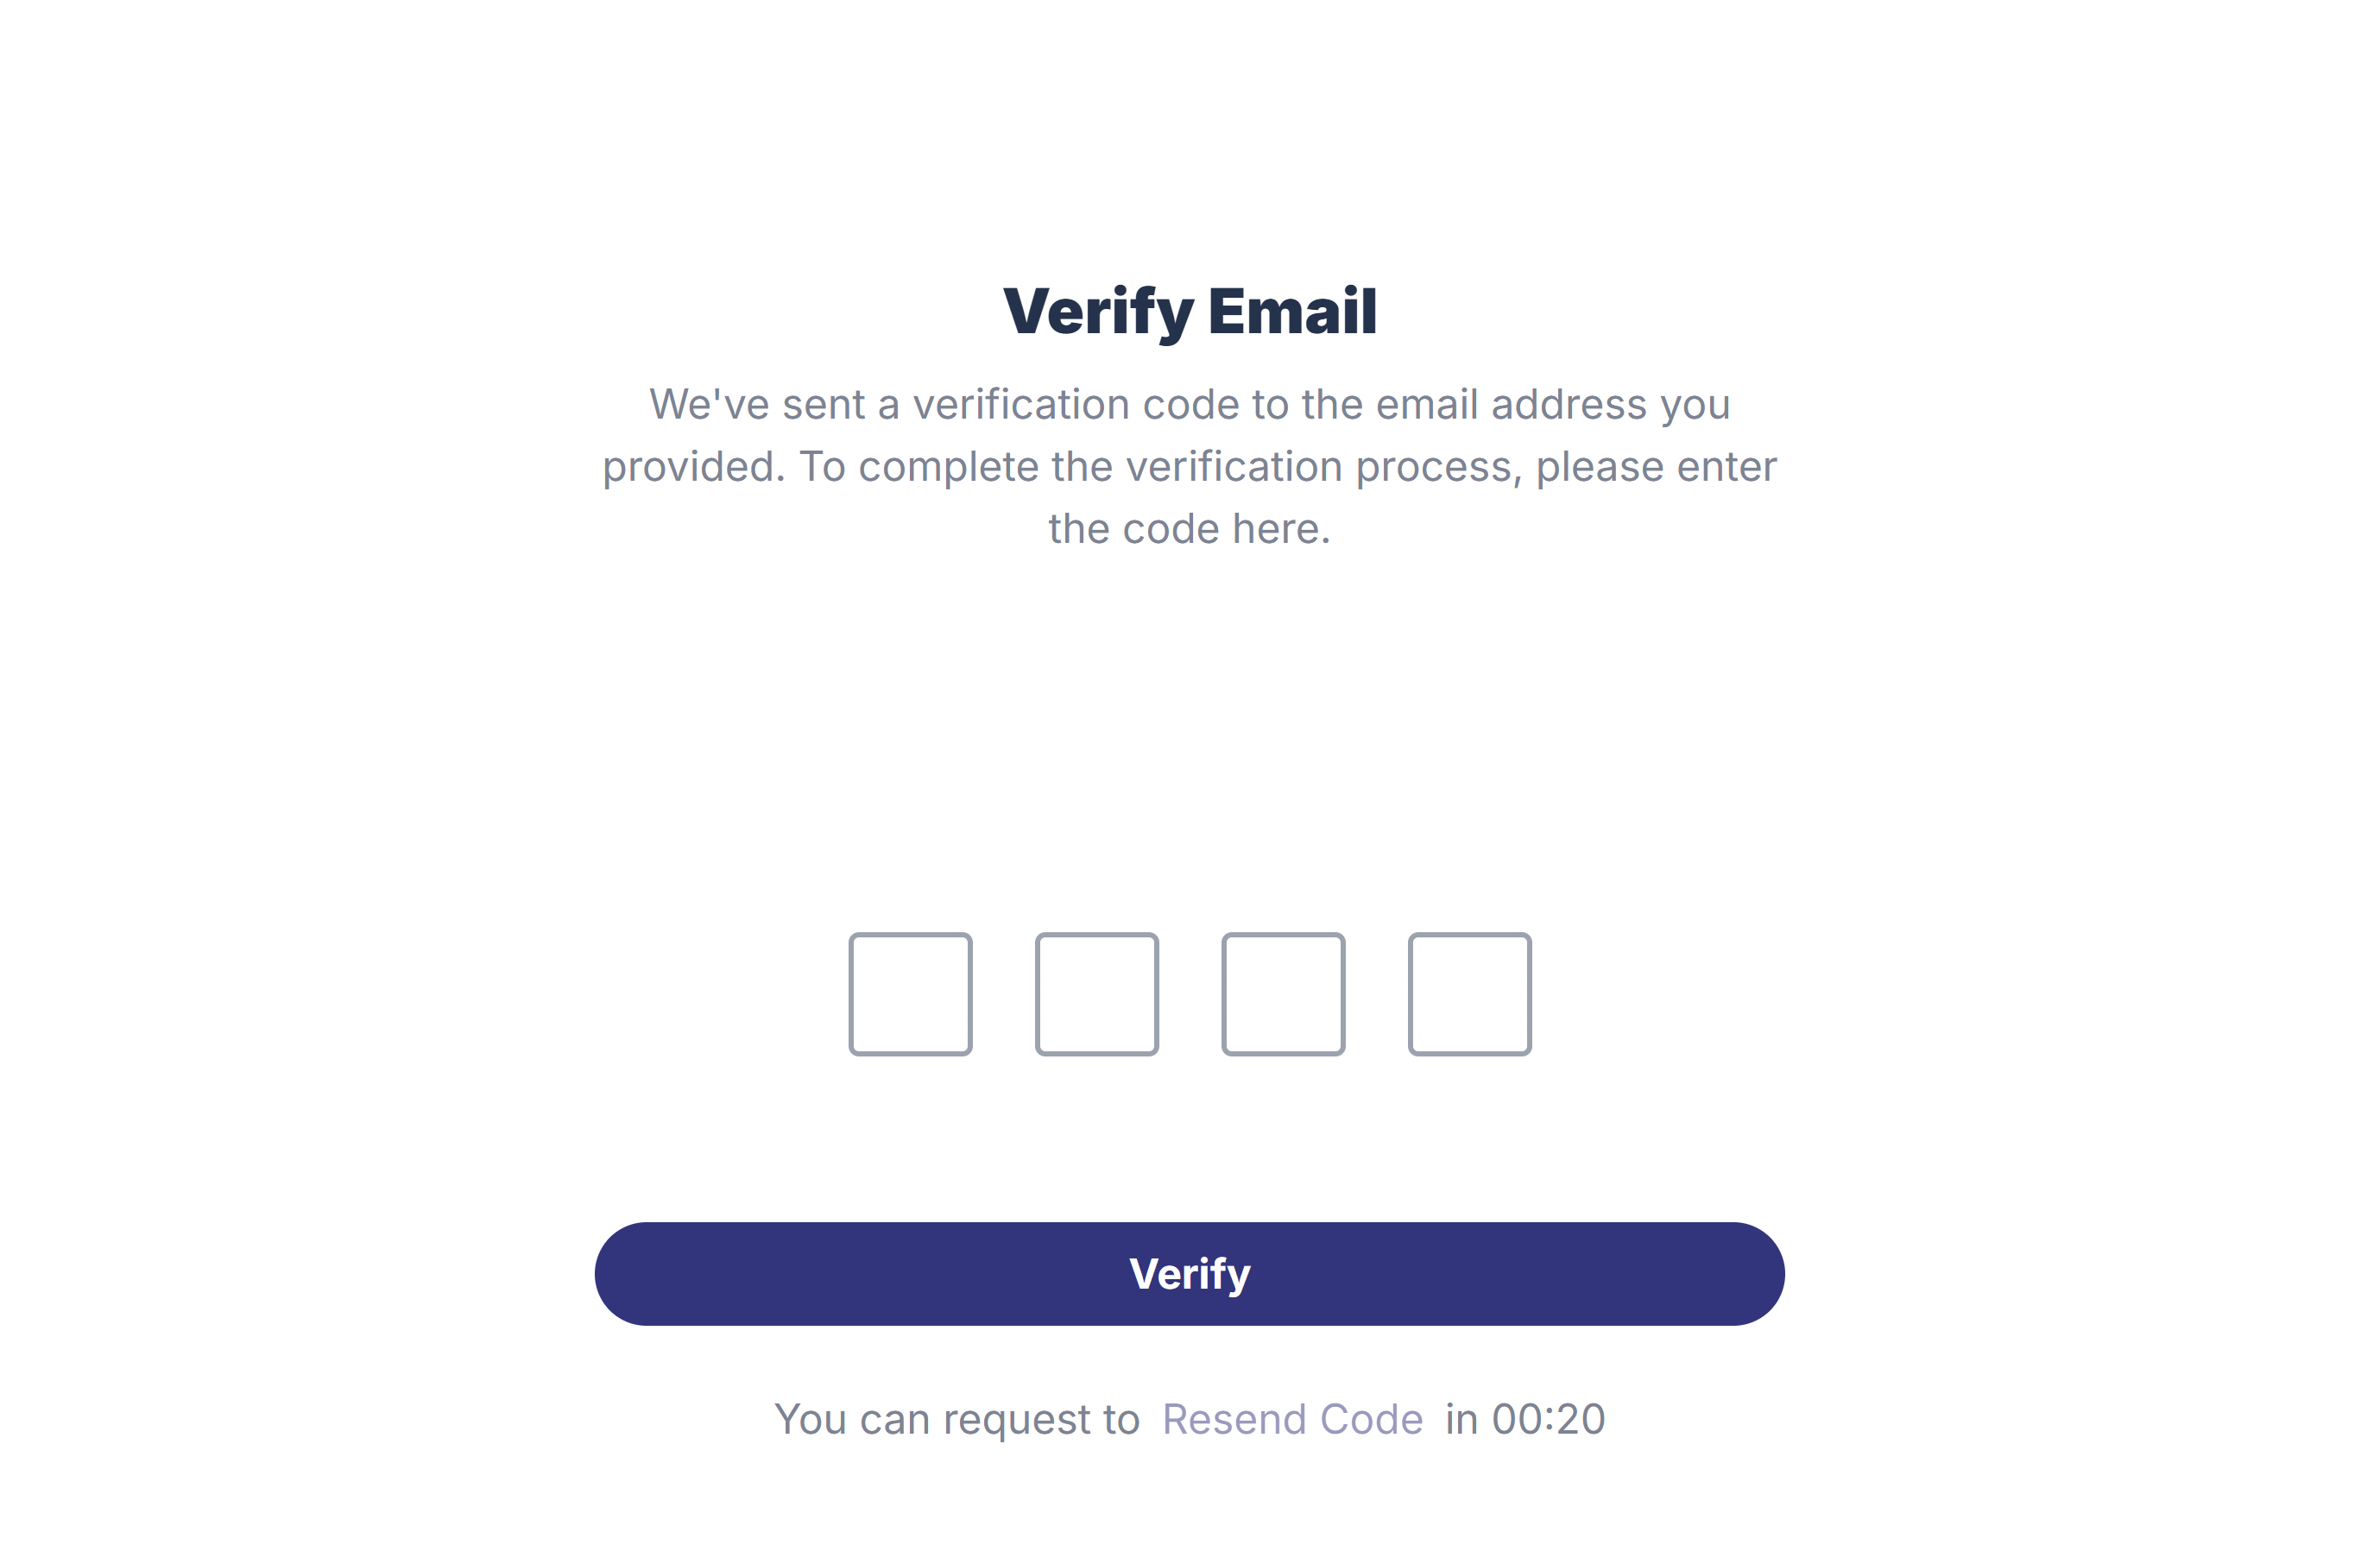 Verify Email
We've sent a verification code to the email address you
provided. To complete the verification process, please enter
the code here.
Verify
You can request to Resend Code in 00:20